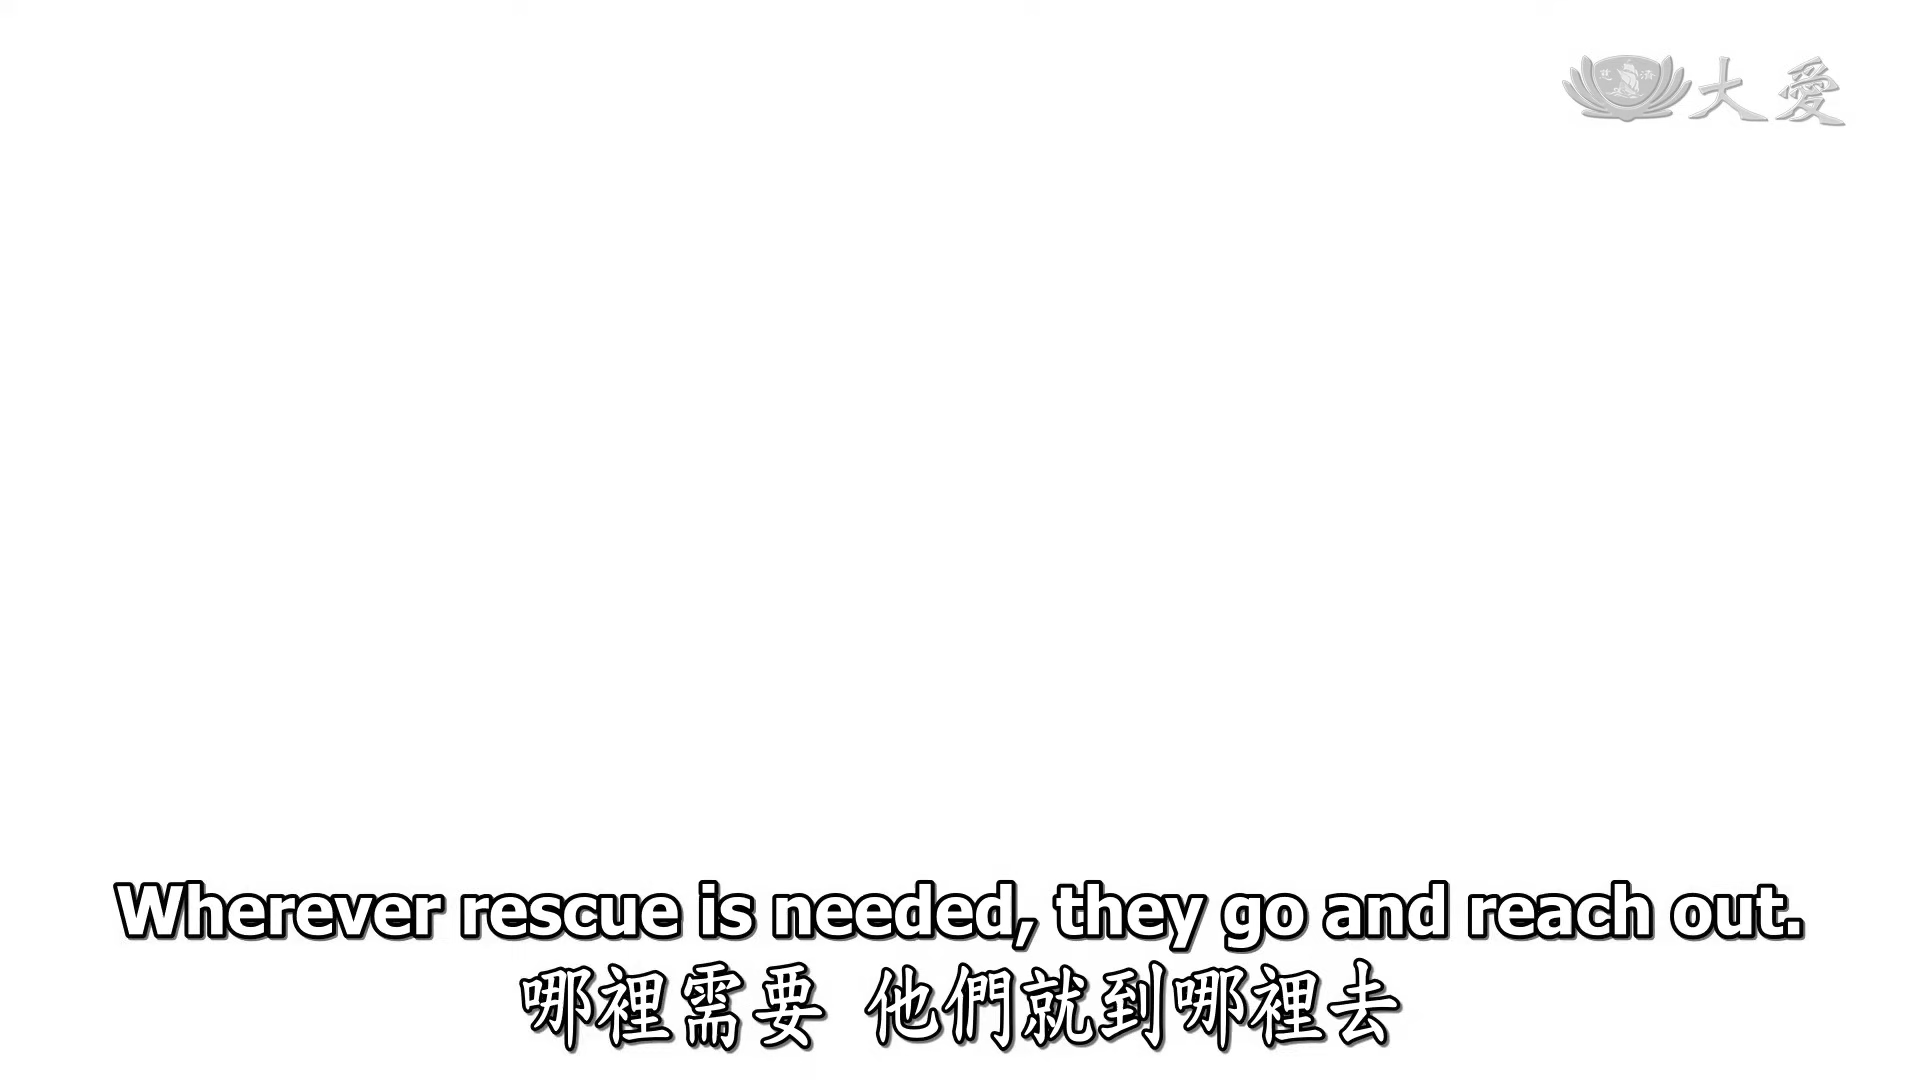 大愛
Wherever rescue is needed, they go and reach out.
哪裡需要 他們就到哪裡去